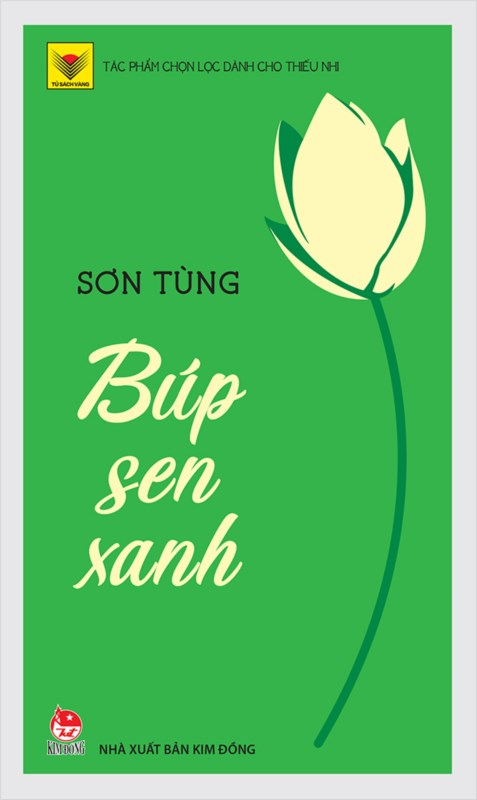 TỦ SÁCH VÀNG
TÁC PHẨM CHỌN LỌC DÀNH CHO THIẾU NHI
SƠN TÙNG
Búp
sen
xanh
KIM ĐỒNG
NHÀ XUẤT BẢN KIM ĐỒNG